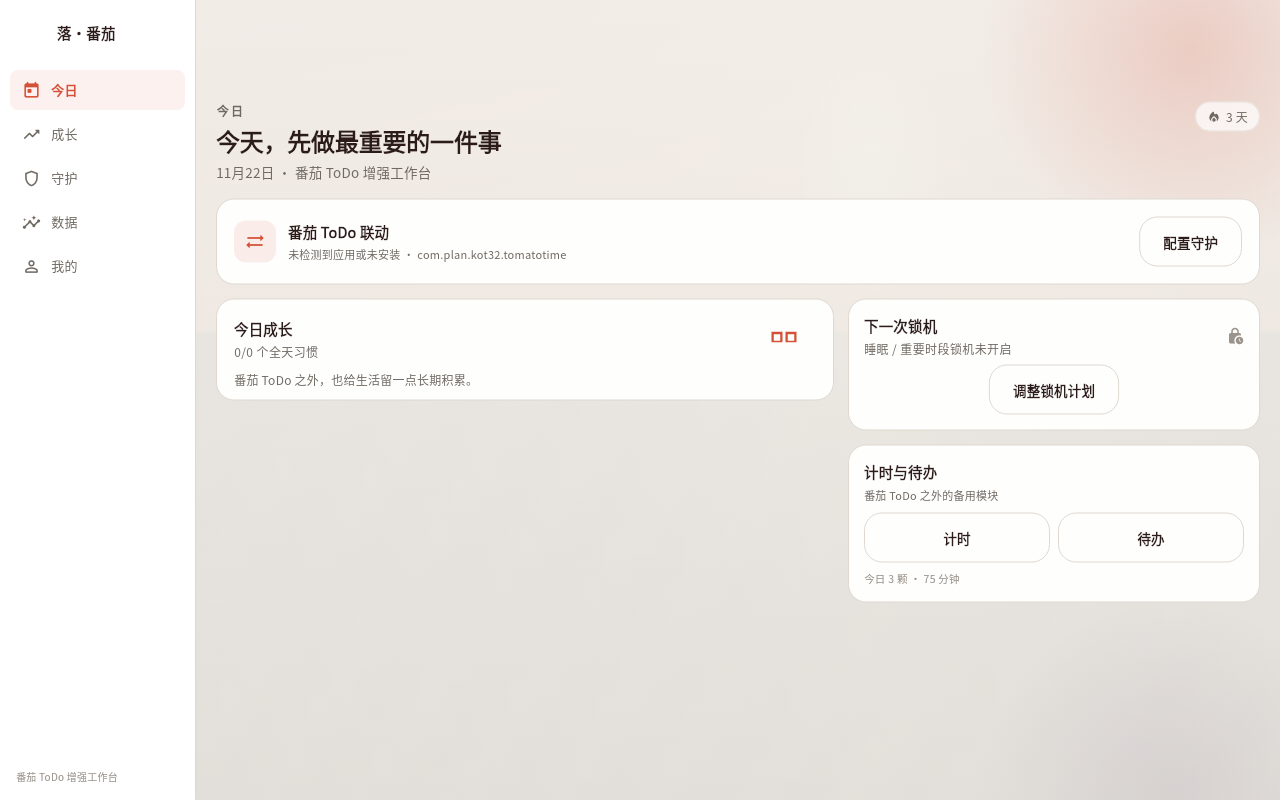 落·番茄
今日
成长
守护
数据
我的
番茄 ToDo 增强工作台
今日
今天，先做最重要的一件事
11月22日 · 番茄 ToDo 增强工作台
3 天
番茄 ToDo 联动
未检测到应用或未安装 · com.plan.kot32.tomatotime
配置守护
今日成长
0/0 个全天习惯
番茄 ToDo 之外，也给生活留一点长期积累。
下一次锁机
睡眠 / 重要时段锁机未开启
调整锁机计划
计时与待办
番茄 ToDo 之外的备用模块
计时
待办
今日 3 颗 · 75 分钟